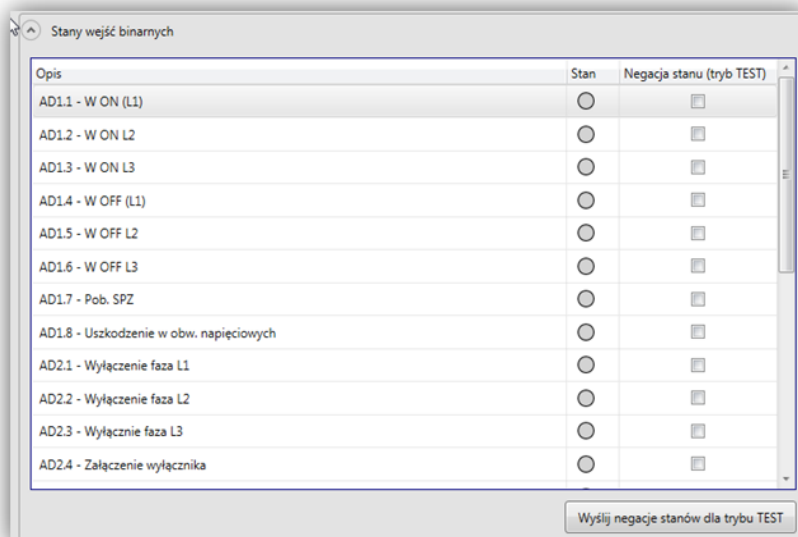 Stany wejść binarnych
Opis Stan Negacja stanu (tryb TEST)
AD1.1 - W ON (L1)
AD1.2 - W ON L2
AD1.3 - W ON L3
AD1.4 - W OFF (L1)
AD1.5 - W OFF L2
AD1.6 - W OFF L3
AD1.7 - Pob. SPZ
AD1.8 - Uszkodzenie w obw. napięciowych
AD2.1 - Wyłączenie faza L1
AD2.2 - Wyłączenie faza L2
AD2.3 - Wyłącznie faza L3
AD2.4 - Załączenie wyłącznika
Wyślij negacje stanów dla trybu TEST